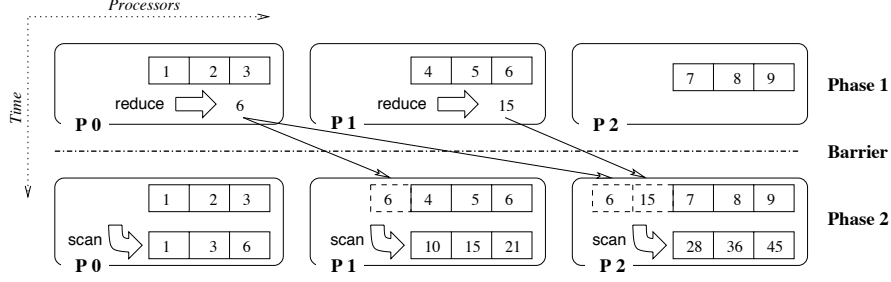 Processors
Time
1 2 3
4 5 6
7 8 9
Phase 1
reduce 6
reduce 15
P 0
P 1
P 2
Barrier
1 2 3
6 4 5 6
6 15 7 8 9
Phase 2
scan 1 3 6
scan 10 15 21
scan 28 36 45
P 0
P 1
P 2